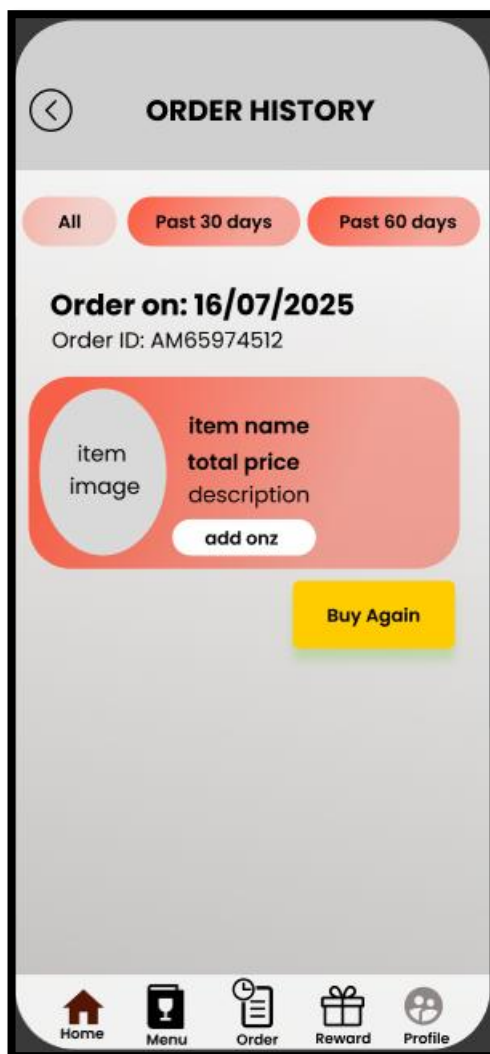 ORDER HISTORY
All Past 30 days Past 60 days
Order on: 16/07/2025
Order ID: AM65974512
item image
item name
total price
description
add onz
Buy Again
Home Menu Order Reward Profile